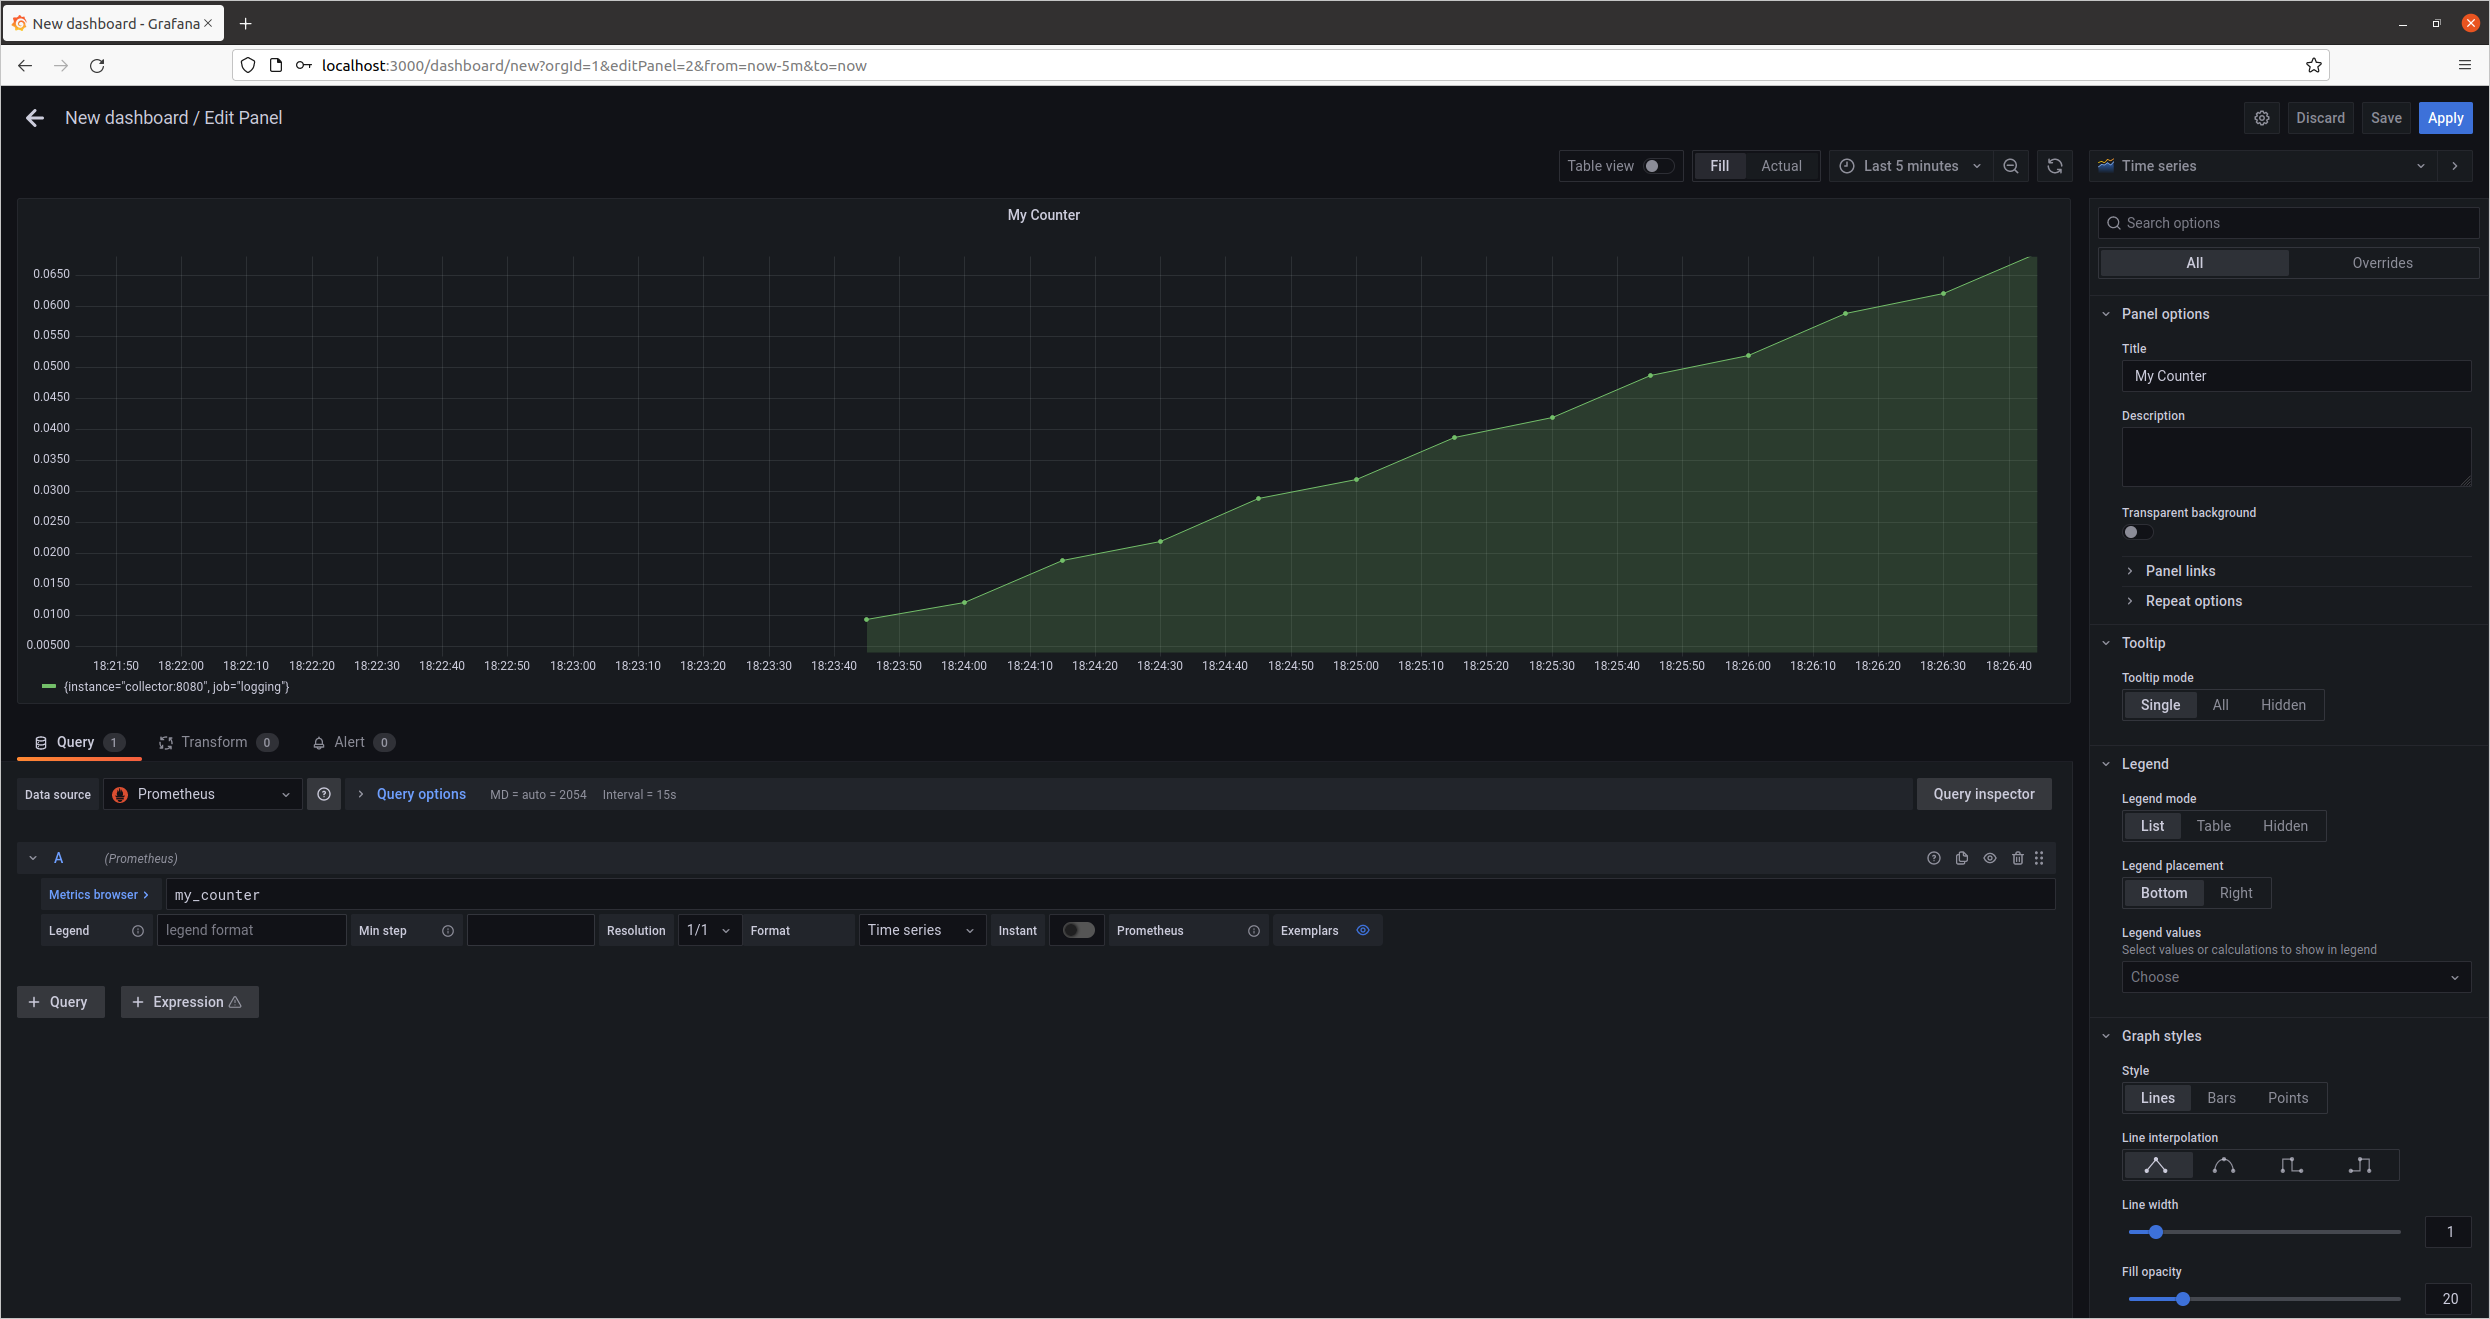 New dashboard - Grafana
localhost:3000/dashboard/new?orgId=1&editPanel=2&from=now-5m&to=now
New dashboard / Edit Panel
Discard Save Apply
Table view Fill Actual Last 5 minutes Time series
My Counter
0.0650
0.0600
0.0550
0.0500
0.0450
0.0400
0.0350
0.0300
0.0250
0.0200
0.0150
0.0100
0.00500
18:21:50 18:22:00 18:22:10 18:22:20 18:22:30 18:22:40 18:22:50 18:23:00 18:23:10 18:23:20 18:23:30 18:23:40 18:23:50 18:24:00 18:24:10 18:24:20 18:24:30 18:24:40 18:24:50 18:25:00 18:25:10 18:25:20 18:25:30 18:25:40 18:25:50 18:26:00 18:26:10 18:26:20 18:26:30 18:26:40
{instance="collector:8080", job="logging"}
Query 1 Transform 0 Alert 0
Data source Prometheus Query options MD = auto = 2054 Interval = 15s Query inspector
A (Prometheus)
Metrics browser my_counter
Legend legend format Min step Resolution 1/1 Format Time series Instant Prometheus Exemplars
+ Query + Expression
Search options
All Overrides
Panel options
Title
My Counter
Description
Transparent background
Panel links
Repeat options
Tooltip
Tooltip mode
Single All Hidden
Legend
Legend mode
List Table Hidden
Legend placement
Bottom Right
Legend values
Select values or calculations to show in legend
Choose
Graph styles
Style
Lines Bars Points
Line interpolation
Line width
1
Fill opacity
20